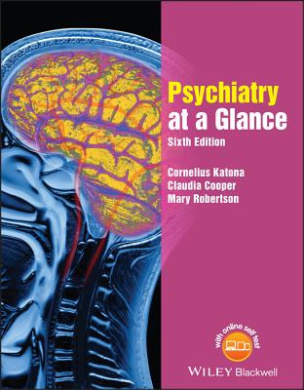 Psychiatry
at a Glance
Sixth Edition
Cornelius Katona
Claudia Cooper
Mary Robertson
with online self test
WILEY Blackwell